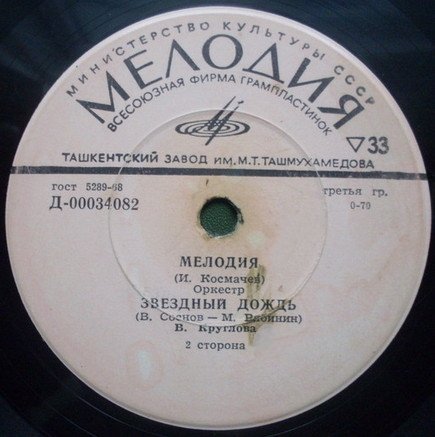 МИНИСТЕРСТВО КУЛЬТУРЫ СССР
МЕЛОДИЯ
ВСЕСОЮЗНАЯ ФИРМА ГРАМПЛАСТИНОК
▽33
ТАШКЕНТСКИЙ ЗАВОД ИМ. М.Т. ТАШМУХАМЕДОВА
гост 5289-68
третья гр.
Д-00034082
0-70
МЕЛОДИЯ
(И. Космачев)
Оркестр
ЗВЕЗДНЫЙ ДОЖДЬ
(В. Соснов — М. Рябинин)
В. Круглова
2 сторона